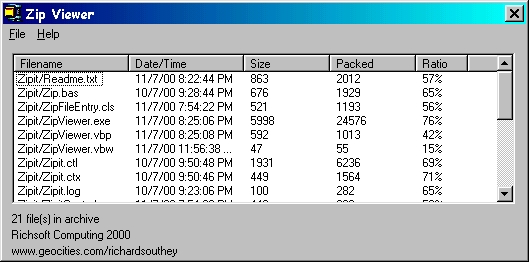 Zip Viewer
File Help
Filename Date/Time Size Packed Ratio
Zipit/Readme.txt 11/7/00 8:22:44 PM 863 2012 57%
Zipit/Zip.bas 10/7/00 9:28:44 PM 676 1929 65%
Zipit/ZipFileEntry.cls 11/7/00 7:54:22 PM 521 1193 56%
Zipit/ZipViewer.exe 11/7/00 8:25:06 PM 5998 24576 76%
Zipit/ZipViewer.vbp 11/7/00 8:25:08 PM 592 1013 42%
Zipit/ZipViewer.vbw 11/7/00 11:56:38 ... 47 55 15%
Zipit/Zipit.ctl 10/7/00 9:50:48 PM 1931 6236 69%
Zipit/Zipit.ctx 10/7/00 9:50:46 PM 449 1564 71%
Zipit/Zipit.log 10/7/00 9:23:06 PM 100 282 65%
21 file(s) in archive
Richsoft Computing 2000
www.geocities.com/richardsouthey